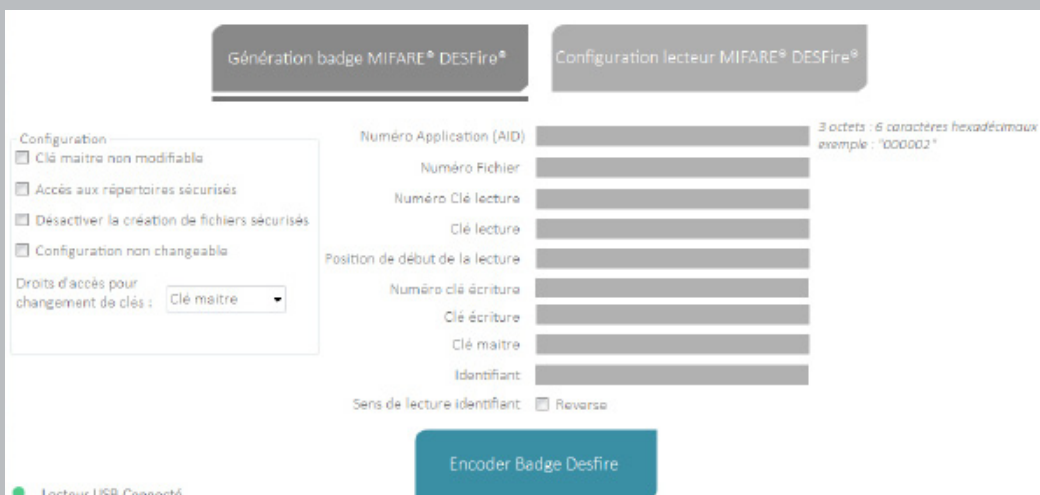 Génération badge MIFARE® DESFire®
Configuration lecteur MIFARE® DESFire®
Configuration
Clé maitre non modifiable
Accès aux répertoires sécurisés
Désactiver la création de fichiers sécurisés
Configuration non changeable
Droits d'accès pour
changement de clés :
Clé maitre
Numéro Application (AID)
3 octets : 6 caractères hexadécimaux
exemple : "000002"
Numéro Fichier
Numéro Clé lecture
Clé lecture
Position de début de la lecture
Numéro clé écriture
Clé écriture
Clé maitre
Identifiant
Sens de lecture identifiant
Reverse
Encoder Badge Desfire
Lecteur USB Connecté